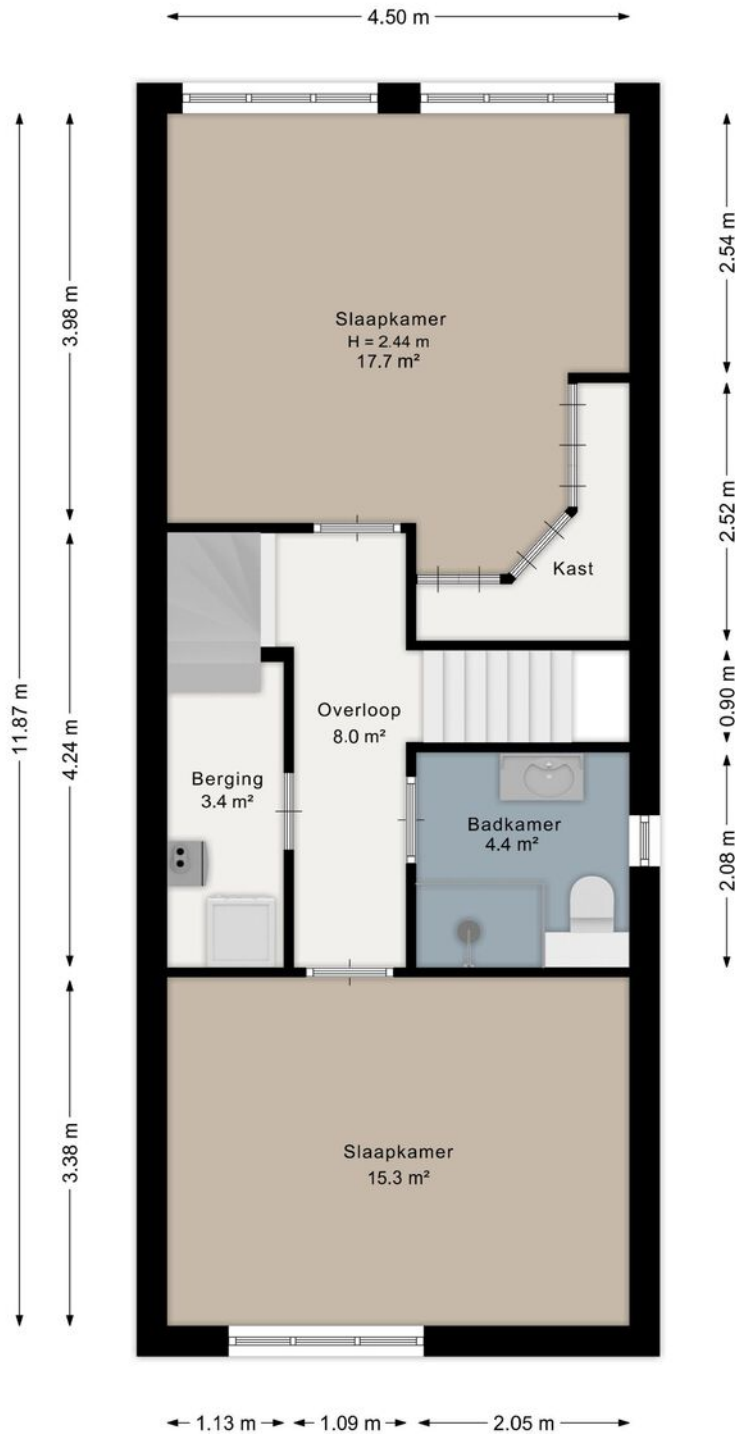 4.50 m
2.54 m
3.98 m
Slaapkamer
H = 2.44 m
17.7 m²
2.52 m
Kast
11.87 m
4.24 m
Overloop
8.0 m²
0.90 m
Berging
3.4 m²
Badkamer
4.4 m²
2.08 m
3.38 m
Slaapkamer
15.3 m²
1.13 m
1.09 m
2.05 m